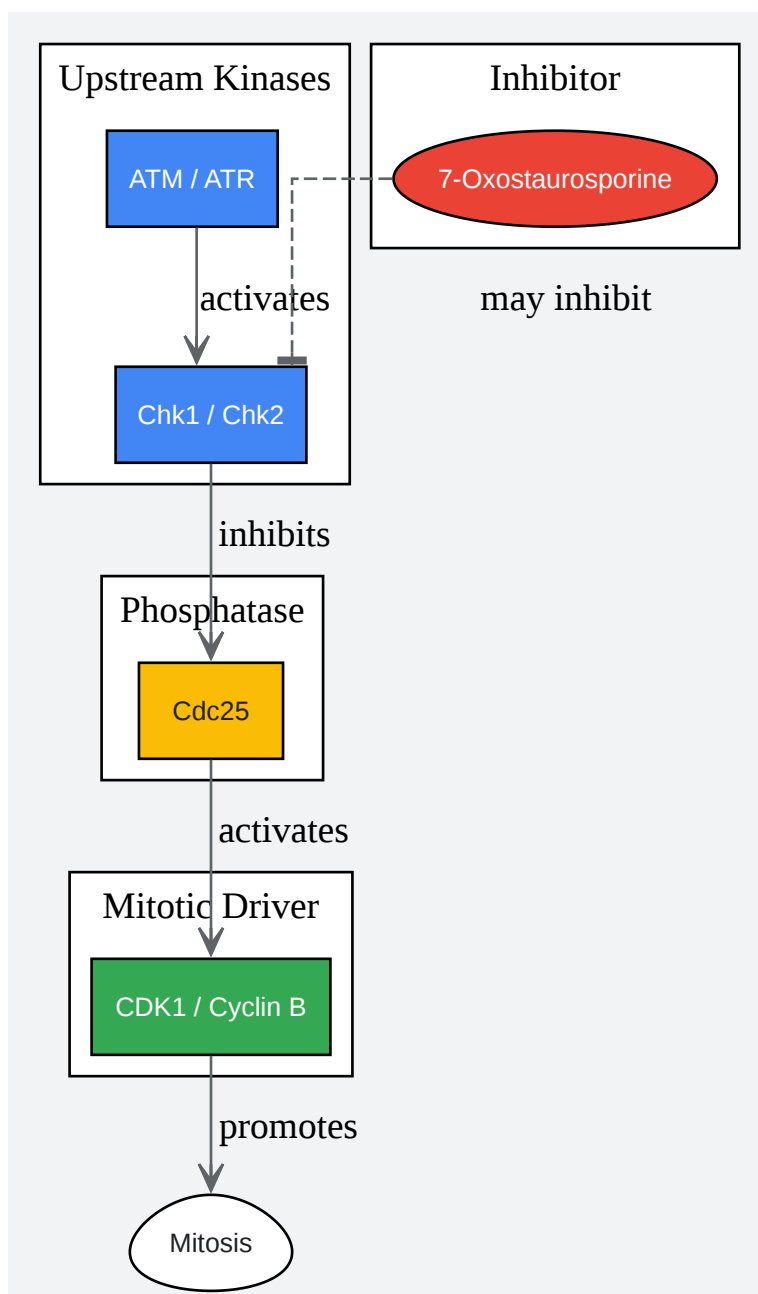 Upstream Kinases
Inhibitor
ATM / ATR
7-Oxostaurosporine
activates
may inhibit
Chk1 / Chk2
inhibits
Phosphatase
Cdc25
activates
Mitotic Driver
CDK1 / Cyclin B
promotes
Mitosis